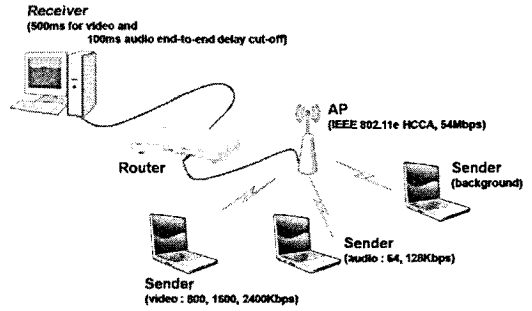 Receiver
(500ms for video and
100ms audio end-to-end delay cut-off)
AP
(IEEE 802.11e HCCA, 54Mbps)
Router
Sender
(background)
Sender
(audio : 64, 128Kbps)
Sender
(video : 800, 1600, 2400Kbps)